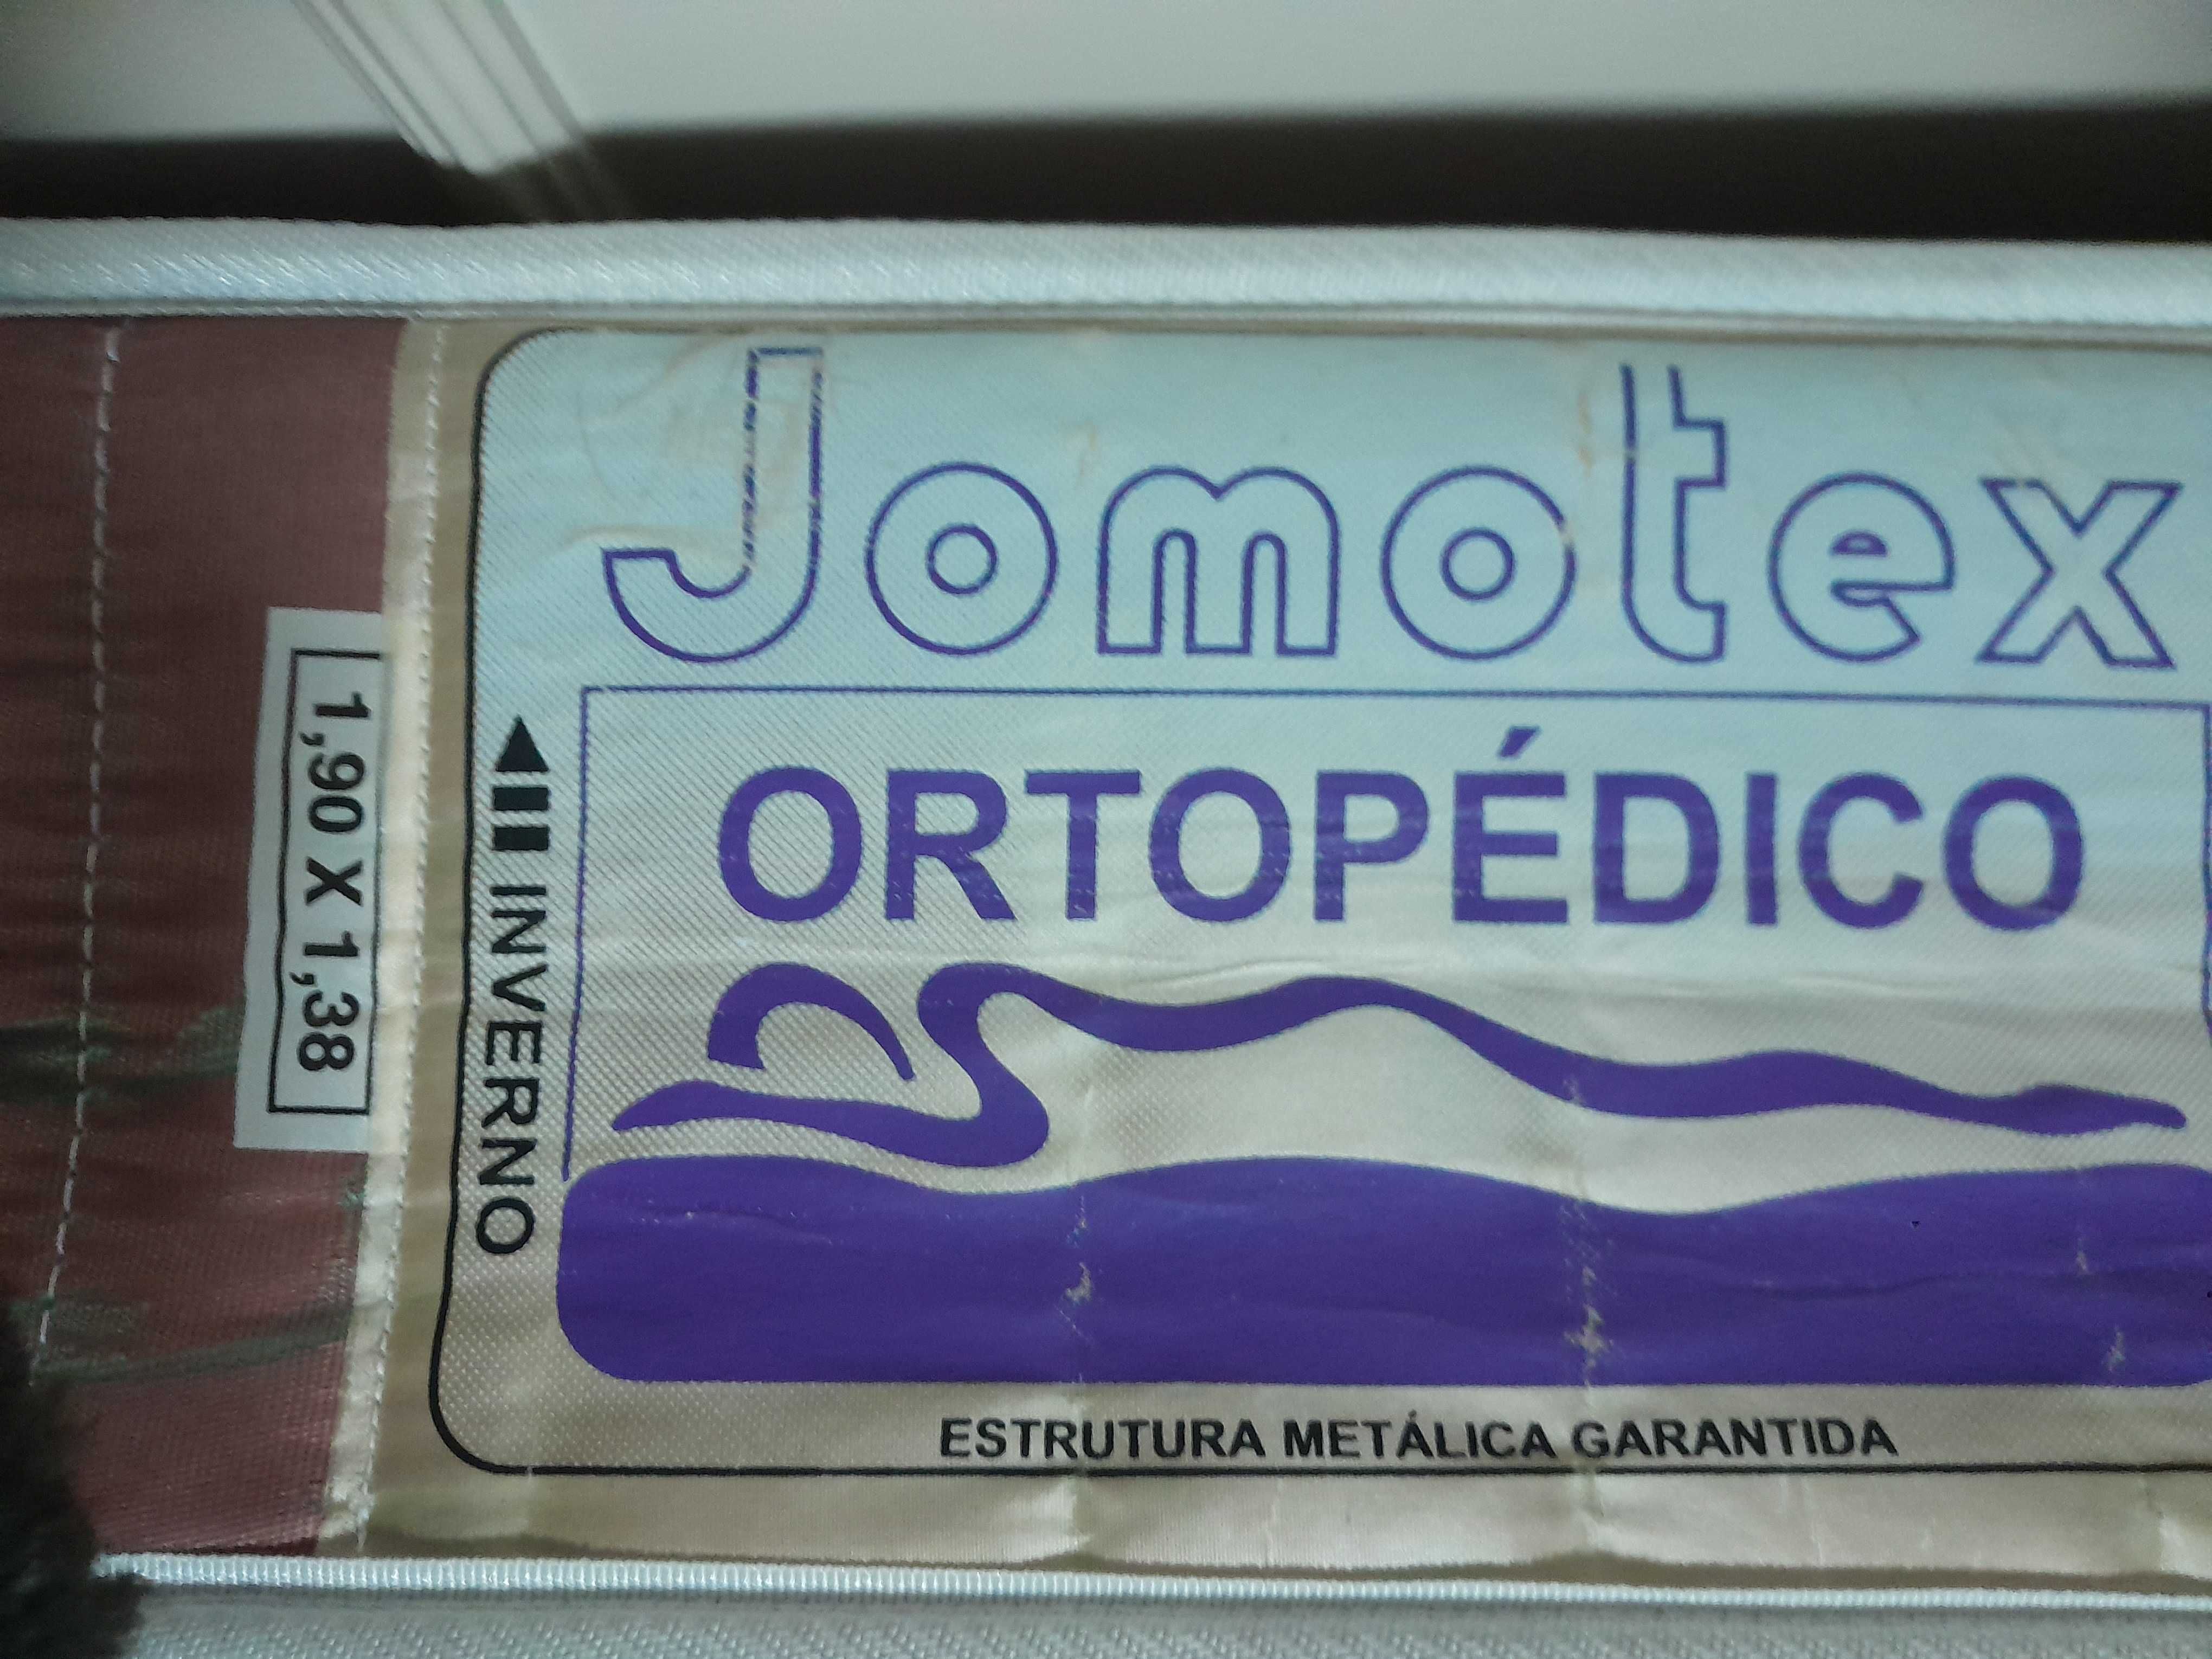 Jomotex
ORTOPÉDICO
INVERNO
1,90 X 1,38
ESTRUTURA METÁLICA GARANTIDA